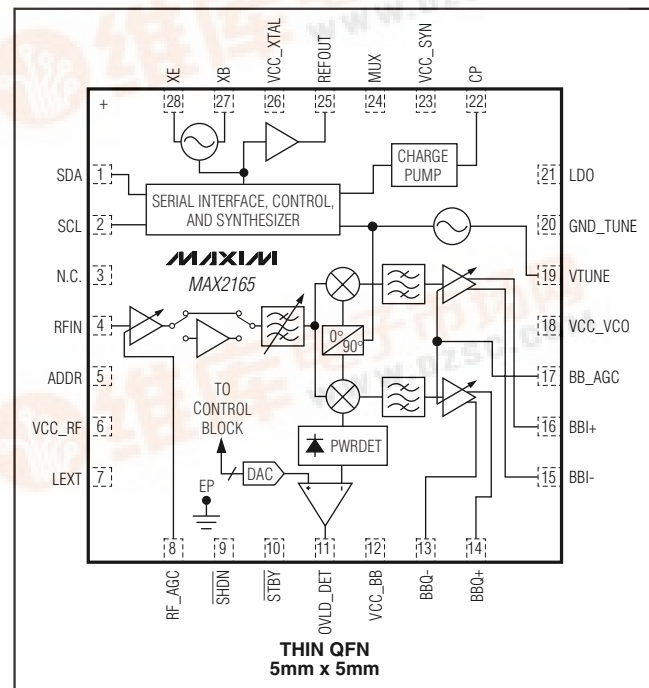 XE
XB
VCC_XTAL
REFOUT
MUX
VCC_SYN
CP
28
27
26
25
24
23
22
+
SDA
1
SCL
2
N.C.
3
RFIN
4
ADDR
5
VCC_RF
6
LEXT
7
SERIAL INTERFACE, CONTROL,
AND SYNTHESIZER
CHARGE
PUMP
MAXIM
MAX2165
0°
90°
PWRDET
TO
CONTROL
BLOCK
DAC
EP
+
-
21
LDO
20
GND_TUNE
19
VTUNE
18
VCC_VCO
17
BB_AGC
16
BBI+
15
BBI-
8
9
10
11
12
13
14
RF_AGC
SHDN
STBY
OVLD_DET
VCC_BB
BBQ-
BBQ+
THIN QFN
5mm x 5mm